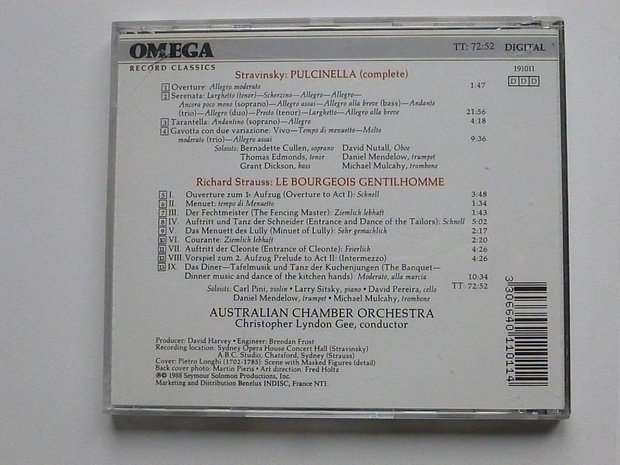 OMEGA
RECORD CLASSICS
TT: 72:52 DIGITAL
191011
D D D
Stravinsky: PULCINELLA (complete)
1 Overture: Allegro moderato 1:47
2 Serenata: Larghetto (tenor)—Scherzino—Allegro—Allegro—
Ancora poco meno (soprano)—Allegro assai—Allegro alla breve (bass)—Andante
(trio)—Allegro (duo)—Presto (tenor)—Larghetto—Allegro alla breve 21:56
3 Tarantella: Andantino (soprano)—Allegro 4:18
4 Gavotta con due variazione: Vivo—Tempo di menuetto—Molto
moderato (trio)—Allegro assai 9:36
Soloists: Bernadette Cullen, soprano David Nutall, Oboe
Thomas Edmonds, tenor Daniel Mendelow, trumpet
Grant Dickson, bass Michael Mulcahy, trombone
Richard Strauss: LE BOURGEOIS GENTILHOMME
5 I. Ouverture zum 1. Aufzug (Overture to Act I): Schnell 3:48
6 II. Menuet: tempo di Menuetto 1:34
7 III. Der Fechtmeister (The Fencing Master): Ziemlich lebhaft 1:43
8 IV. Auftritt und Tanz der Schneider (Entrance and Dance of the Tailors): Schnell 5:02
9 V. Das Menuett des Lully (Minuet of Lully): Sehr gemachlich 2:17
10 VI. Courante: Ziemlich lebhaft 2:20
11 VII. Auftritt der Cleonte (Entrance of Cleonte): Feierlich 4:26
12 VIII. Vorspiel zum 2. Aufzug Prelude to Act II: (Intermezzo) 4:26
13 IX. Das Diner—Tafelmusik und Tanz der Kuchenjungen (The Banquet—
Dinner music and dance of the kitchen hands): Moderato, alla marcia 10:34
Soloists: Carl Pini, violin • Larry Sitsky, piano • David Pereira, cello TT 72:52
Daniel Mendelow, trumpet • Michael Mulcahy, trombone
AUSTRALIAN CHAMBER ORCHESTRA
Christopher Lyndon Gee, conductor
Producer: David Harvey • Engineer: Brendan Frost
Recording location: Sydney Opera House Concert Hall (Stravinsky)
A.B.C. Studio, Chatsford, Sydney (Strauss)
Cover: Pietro Longhi (1702-1785): Scene with Masked Figures (detail)
Back cover photo: Martin Pieris • Art direction: Fred Holtz
℗© 1988 Seymour Solomon Productions, Inc.
Marketing and Distribution Benelux INDISC, France NTI.